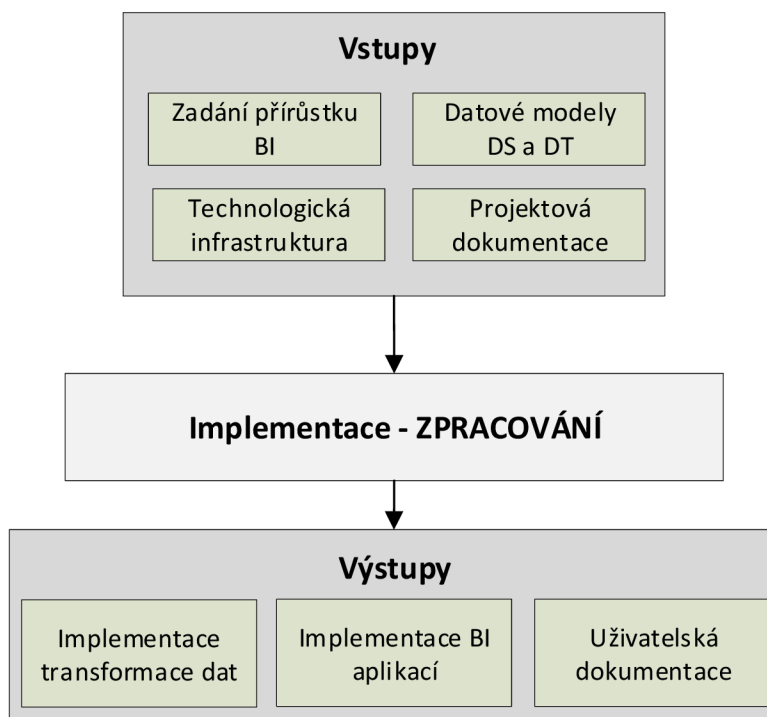 Vstupy
Zadání přírůstku
BI
Datové modely
DS a DT
Technologická
infrastruktura
Projektová
dokumentace
Implementace - ZPRACOVÁNÍ
Výstupy
Implementace
transformace dat
Implementace BI
aplikací
Uživatelská
dokumentace